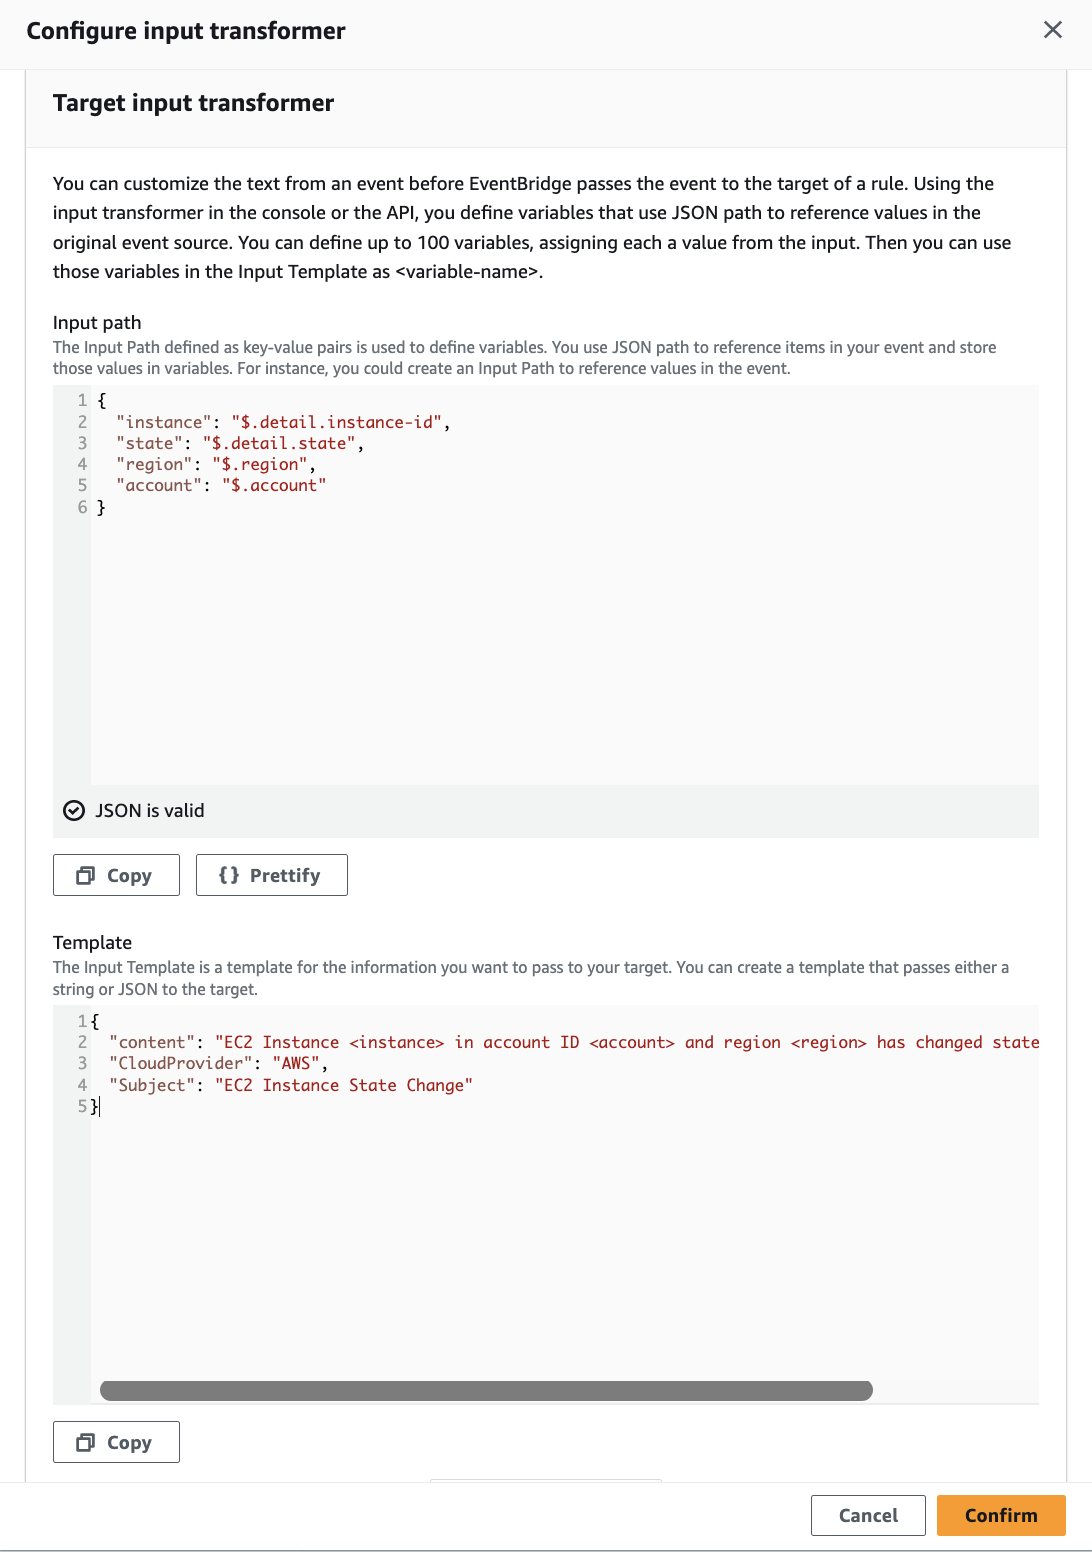 Configure input transformer
Target input transformer
You can customize the text from an event before EventBridge passes the event to the target of a rule. Using the
input transformer in the console or the API, you define variables that use JSON path to reference values in the
original event source. You can define up to 100 variables, assigning each a value from the input. Then you can use
those variables in the Input Template as <variable-name>.
Input path
The Input Path defined as key-value pairs is used to define variables. You use JSON path to reference items in your event and store
those values in variables. For instance, you could create an Input Path to reference values in the event.
1 {
2   "instance": "$.detail.instance-id",
3   "state": "$.detail.state",
4   "region": "$.region",
5   "account": "$.account"
6 }
JSON is valid
Copy
{} Prettify
Template
The Input Template is a template for the information you want to pass to your target. You can create a template that passes either a
string or JSON to the target.
1 {
2   "content": "EC2 Instance <instance> in account ID <account> and region <region> has changed state
3   "CloudProvider": "AWS",
4   "Subject": "EC2 Instance State Change"
5 }
Copy
Cancel
Confirm